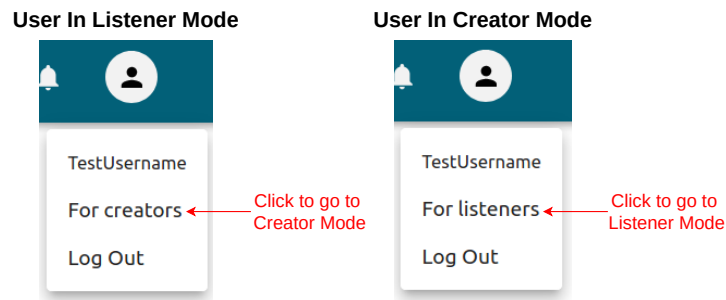 User In Listener Mode
TestUsername
For creators
Log Out
Click to go to
Creator Mode
User In Creator Mode
TestUsername
For listeners
Log Out
Click to go to
Listener Mode